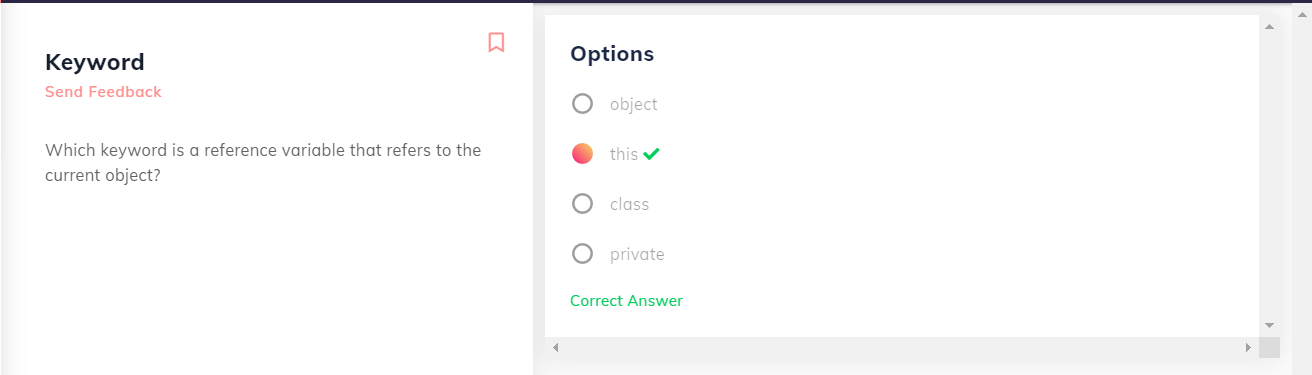 Keyword
Send Feedback
Which keyword is a reference variable that refers to the
current object?
Options
object
this
class
private
Correct Answer